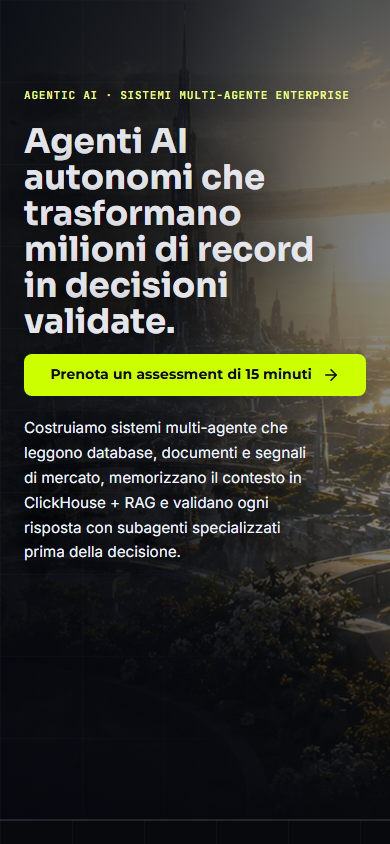 AGENTIC AI · SISTEMI MULTI-AGENTE ENTERPRISE
Agenti AI
autonomi che
trasformano
milioni di record
in decisioni
validate.
Prenota un assessment di 15 minuti →
Costruiamo sistemi multi-agente che
leggono database, documenti e segnali
di mercato, memorizzano il contesto in
ClickHouse + RAG e validano ogni
risposta con subagenti specializzati
prima della decisione.